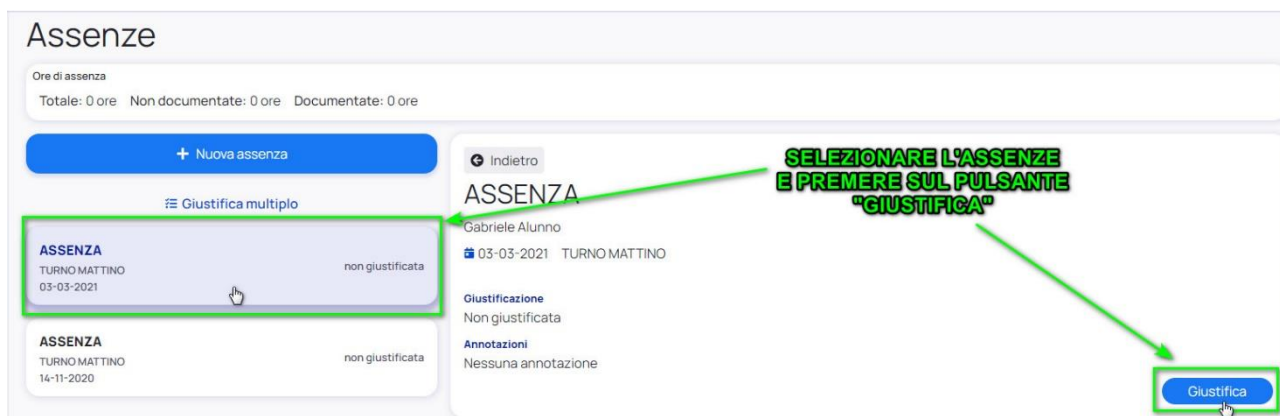 Assenze
Ore di assenza
Totale: 0 ore Non documentate: 0 ore Documentate: 0 ore
+ Nuova assenza
Giustifica multiplo
ASSENZA
TURNO MATTINO
03-03-2021
non giustificata
ASSENZA
TURNO MATTINO
14-11-2020
non giustificata
Indietro
ASSENZA
Gabriele Alunno
03-03-2021 TURNO MATTINO
Giustificazione
Non giustificata
Annotazioni
Nessuna annotazione
SELEZIONARE L'ASSENZE
E PREMERE SUL PULSANTE
"GIUSTIFICA"
Giustifica